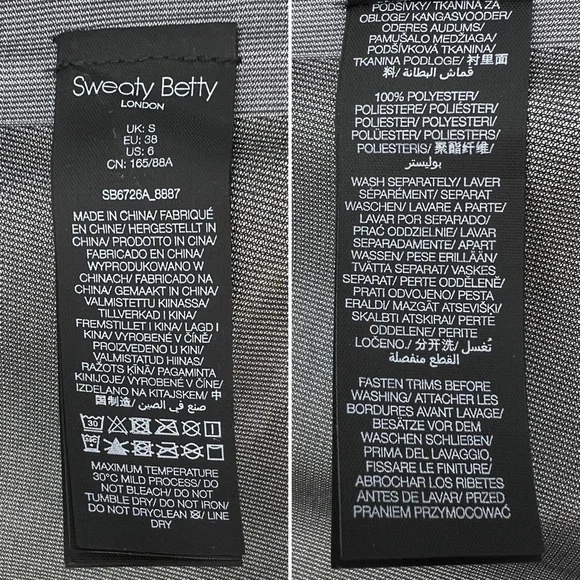 Sweaty Betty
LONDON
UK: S
EU: 38
US: 6
CN: 165/88A
SB6726A_8887
MADE IN CHINA/ FABRIQUÉ
EN CHINE/ HERGESTELLT IN
CHINA/ PRODOTTO IN CINA/
FABRICADO EN CHINA/
WYPRODUKOWANO W
CHINACH/ FABRICADO NA
CHINA/ GEMAAKT IN CHINA/
VALMISTETTU KIINASSA/
TILLVERKAD I KINA/
FREMSTILLET I KINA/ LAGD I
KINA/ VYROBENÉ V ČÍNĚ/
PROIZVEDENO U KINI/
VALMISTATUD HIINAS/
RAŽOTS ĶĪNĀ/ PAGAMINTA
KINIJOJE/ VYROBENÉ V ČÍNE/
IZDELANO NA KITAJSKEM/ 中
国制造/ صنع في الصين
30
MAXIMUM TEMPERATURE
30°C MILD PROCESS/ DO NOT
BLEACH/ DO NOT
TUMBLE DRY/ DO NOT IRON/
DO NOT DRYCLEAN/ LINE
DRY
PODSÍVKY/ TKANINA ZA
OBLOGE/ KANGASVOODER/
ODERES AUDUMS/
PAMUŠALO MEDŽIAGA/
PODŠÍVKOVÁ TKANINA/
TKANINA PODLOGE/ 衬里面
料/ قماش البطانة
100% POLYESTER/
POLIESTERE/ POLIÉSTER/
POLIESTER/ POLYESTERI/
POLÜESTER/ POLIESTERS/
POLIESTERIS/ 聚酯纤维/
بوليستر
WASH SEPARATELY/ LAVER
SÉPARÉMENT/ SEPARAT
WASCHEN/ LAVARE A PARTE/
LAVAR POR SEPARADO/
PRAĆ ODDZIELNIE/ LAVAR
SEPARADAMENTE/ APART
WASSEN/ PESE ERILLÄÄN/
TVÄTTA SEPARAT/ VASKES
SEPARAT/ PERTE ODDĚLENĚ/
PRATI ODVOJENO/ PESTA
ERALDI/ MAZGĀT ATSEVIŠĶI/
SKALBTI ATSKIRAI/ PERTE
ODDELENE/ PERITE
LOČENO/ 分开洗/ تُغسل
القطع منفصلة
FASTEN TRIMS BEFORE
WASHING/ ATTACHER LES
BORDURES AVANT LAVAGE/
BESÄTZE VOR DEM
WASCHEN SCHLIEẞEN/
PRIMA DEL LAVAGGIO,
FISSARE LE FINITURE/
ABROCHAR LOS RIBETES
ANTES DE LAVAR/ PRZED
PRANIEM PRZYMOCOWAĆ